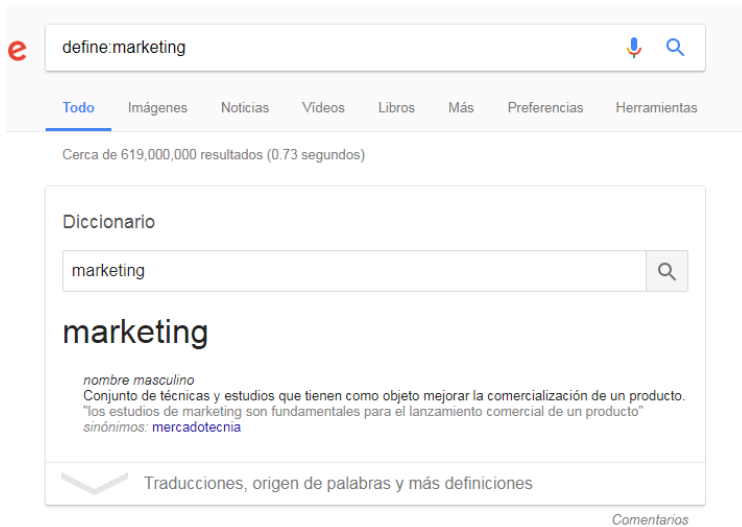 e
define:marketing
Todo Imágenes Noticias Vídeos Libros Más Preferencias Herramientas
Cerca de 619,000,000 resultados (0.73 segundos)
Diccionario
marketing
marketing
nombre masculino
Conjunto de técnicas y estudios que tienen como objeto mejorar la comercialización de un producto.
"los estudios de marketing son fundamentales para el lanzamiento comercial de un producto"
sinónimos: mercadotecnia
Traducciones, origen de palabras y más definiciones
Comentarios